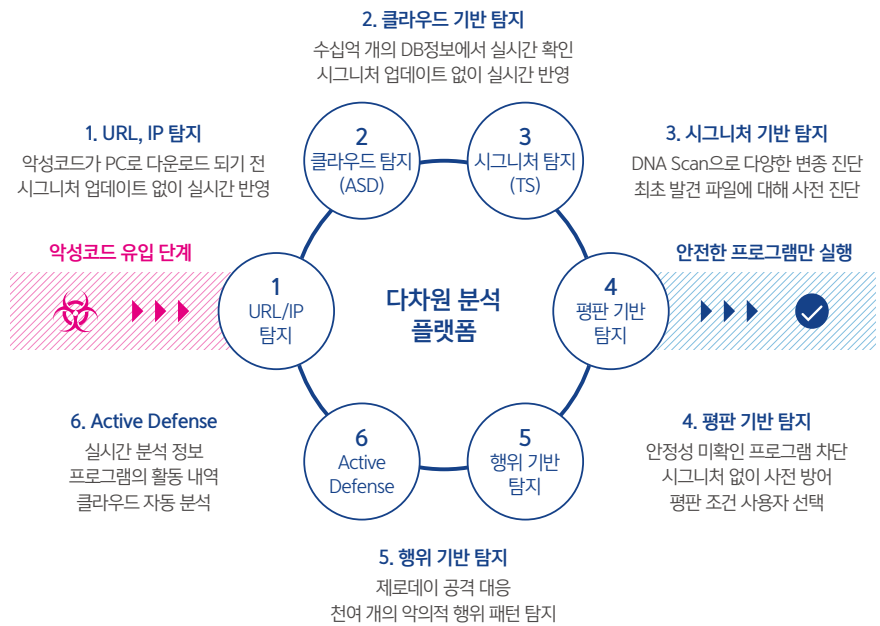 2. 클라우드 기반 탐지
수십억 개의 DB정보에서 실시간 확인
시그니처 업데이트 없이 실시간 반영
1. URL, IP 탐지
악성코드가 PC로 다운로드 되기 전
시그니처 업데이트 없이 실시간 반영
2
클라우드 탐지
(ASD)
3
시그니처 탐지
(TS)
3. 시그니처 기반 탐지
DNA Scan으로 다양한 변종 진단
최초 발견 파일에 대해 사전 진단
악성코드 유입 단계
1
URL/IP
탐지
다차원 분석
플랫폼
4
평판 기반
탐지
안전한 프로그램만 실행
6. Active Defense
실시간 분석 정보
프로그램의 활동 내역
클라우드 자동 분석
6
Active
Defense
5
행위 기반
탐지
4. 평판 기반 탐지
안정성 미확인 프로그램 차단
시그니처 없이 사전 방어
평판 조건 사용자 선택
5. 행위 기반 탐지
제로데이 공격 대응
천여 개의 악의적 행위 패턴 탐지